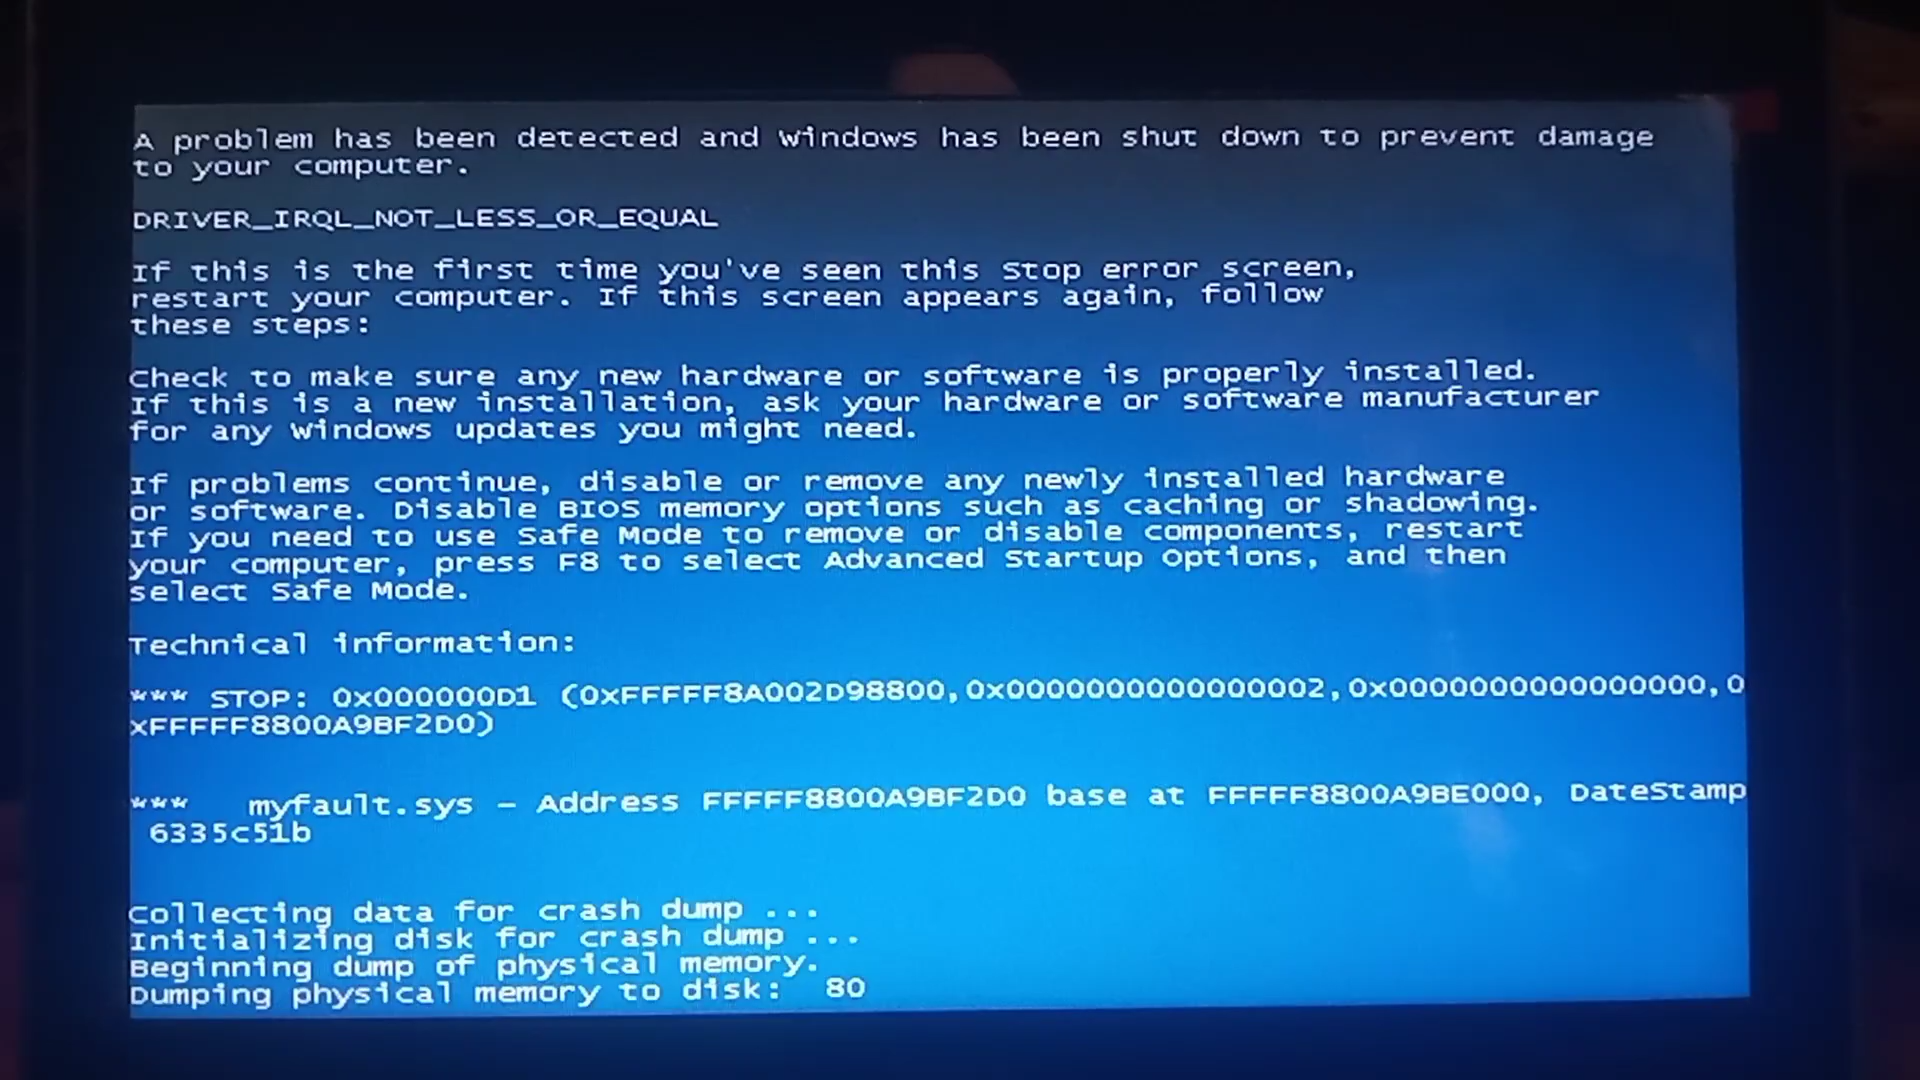 A problem has been detected and windows has been shut down to prevent damage
to your computer.
DRIVER_IRQL_NOT_LESS_OR_EQUAL
If this is the first time you've seen this Stop error screen,
restart your computer. If this screen appears again, follow
these steps:
Check to make sure any new hardware or software is properly installed.
If this is a new installation, ask your hardware or software manufacturer
for any windows updates you might need.
If problems continue, disable or remove any newly installed hardware
or software. Disable BIOS memory options such as caching or shadowing.
If you need to use Safe Mode to remove or disable components, restart
your computer, press F8 to select Advanced Startup Options, and then
select Safe Mode.
Technical information:
*** STOP: 0x000000D1 (0xFFFFF8A002D98800,0x0000000000000002,0x0000000000000000,0
xFFFFF8800A9BF2D0)
*** myfault.sys - Address FFFFF8800A9BF2D0 base at FFFFF8800A9BE000, DateStamp
6335c51b
Collecting data for crash dump ...
Initializing disk for crash dump ...
Beginning dump of physical memory.
Dumping physical memory to disk: 80